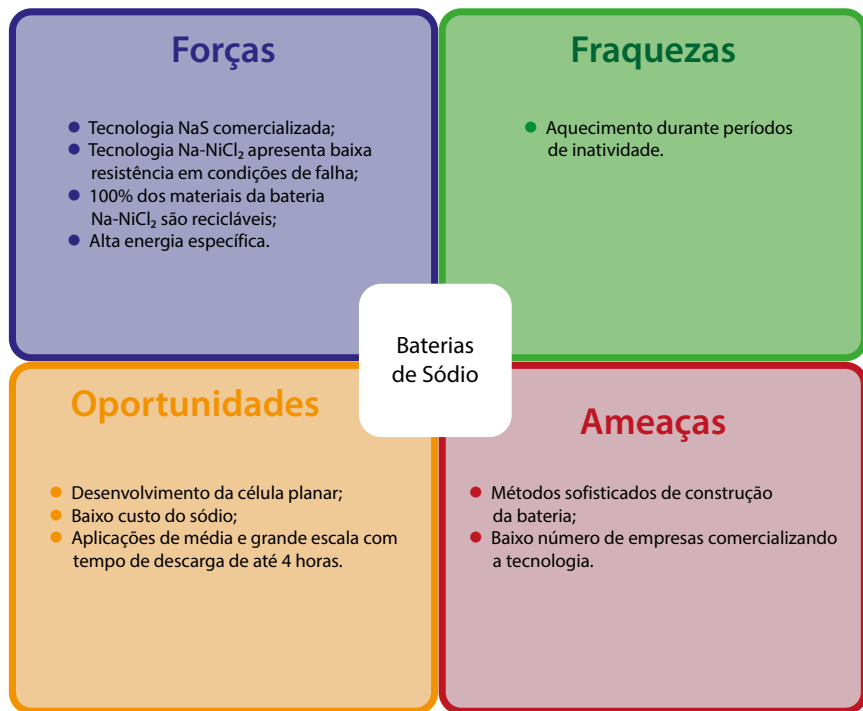 Forças
Tecnologia NaS comercializada;
Tecnologia Na-NiCl₂ apresenta baixa
resistência em condições de falha;
100% dos materiais da bateria
Na-NiCl₂ são recicláveis;
Alta energia específica.
Fraquezas
Aquecimento durante períodos
de inatividade.
Baterias
de Sódio
Oportunidades
Desenvolvimento da célula planar;
Baixo custo do sódio;
Aplicações de média e grande escala com
tempo de descarga de até 4 horas.
Ameaças
Métodos sofisticados de construção
da bateria;
Baixo número de empresas comercializando
a tecnologia.